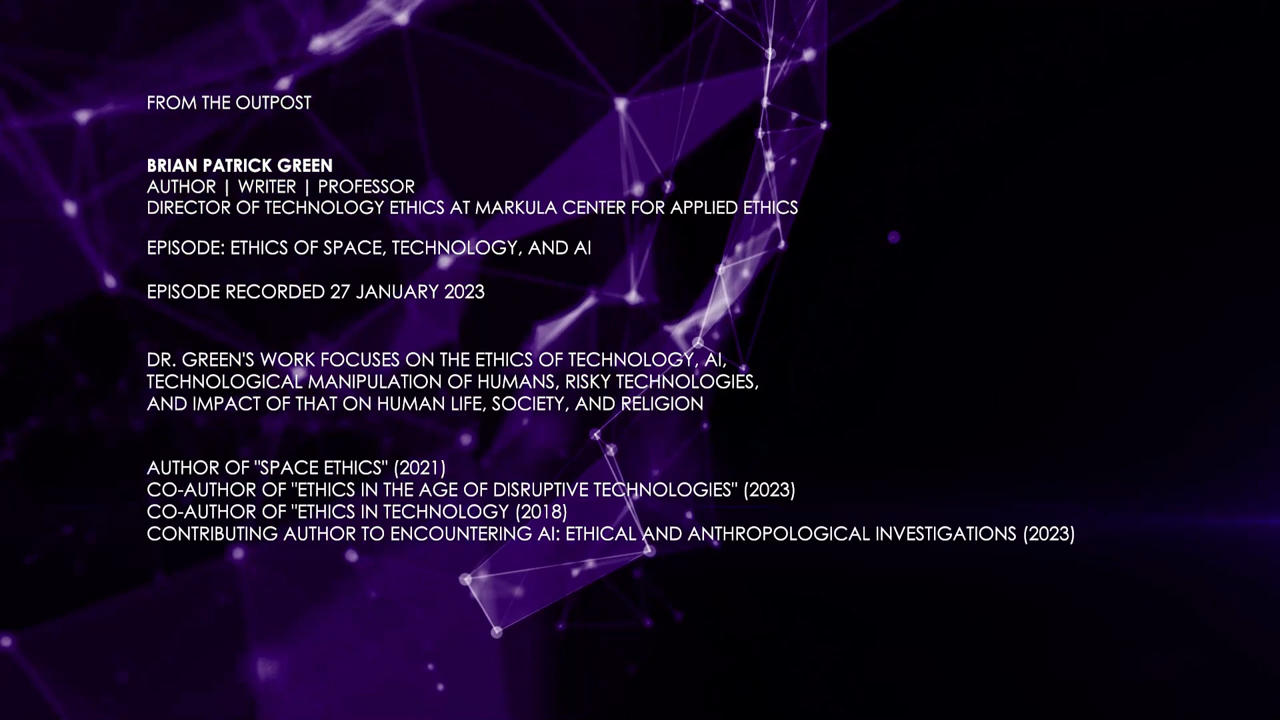 FROM THE OUTPOST
BRIAN PATRICK GREEN
AUTHOR | WRITER | PROFESSOR
DIRECTOR OF TECHNOLOGY ETHICS AT MARKULA CENTER FOR APPLIED ETHICS
EPISODE: ETHICS OF SPACE, TECHNOLOGY, AND AI
EPISODE RECORDED 27 JANUARY 2023
DR. GREEN'S WORK FOCUSES ON THE ETHICS OF TECHNOLOGY, AI,
TECHNOLOGICAL MANIPULATION OF HUMANS, RISKY TECHNOLOGIES,
AND IMPACT OF THAT ON HUMAN LIFE, SOCIETY, AND RELIGION
AUTHOR OF "SPACE ETHICS" (2021)
CO-AUTHOR OF "ETHICS IN THE AGE OF DISRUPTIVE TECHNOLOGIES" (2023)
CO-AUTHOR OF "ETHICS IN TECHNOLOGY (2018)
CONTRIBUTING AUTHOR TO ENCOUNTERING AI: ETHICAL AND ANTHROPOLOGICAL INVESTIGATIONS (2023)